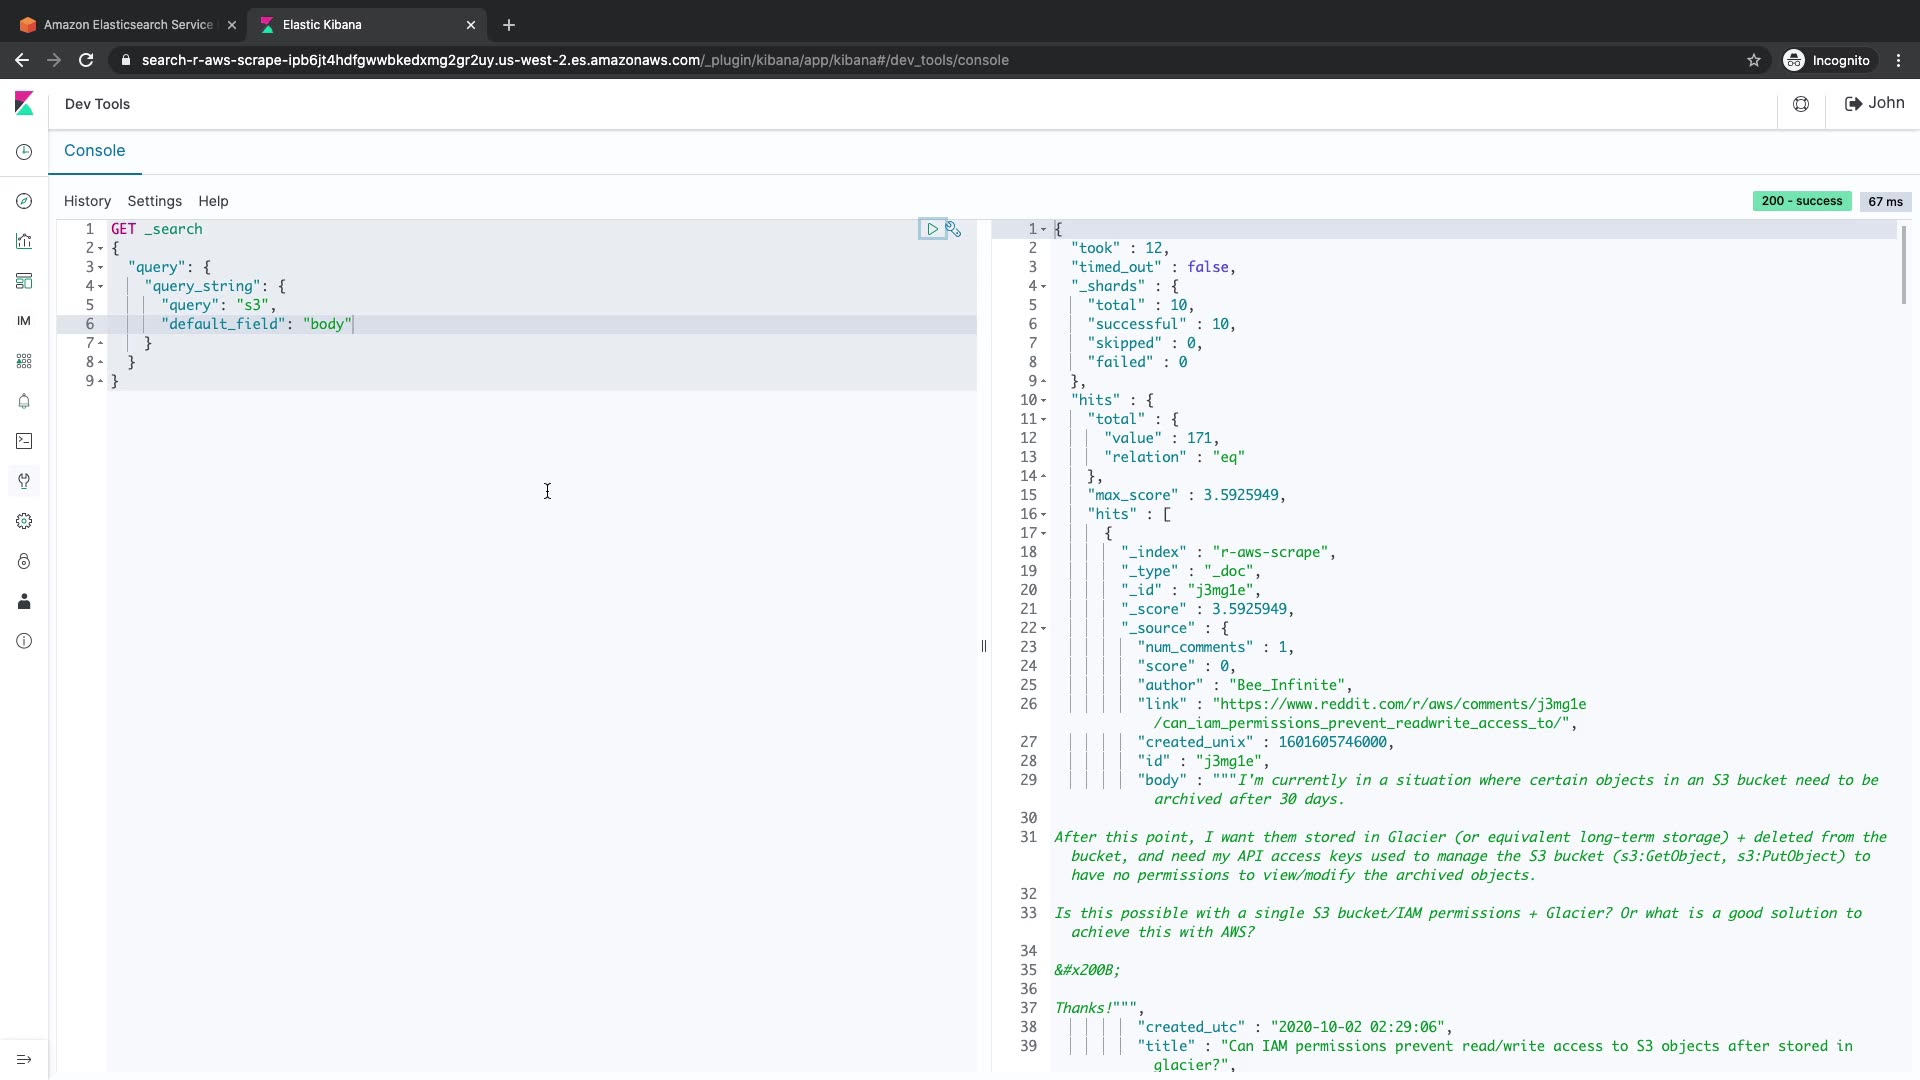 Amazon Elasticsearch Service
Elastic Kibana
search-r-aws-scrape-ipb6jt4hdfgwwbkedxmg2gr2uy.us-west-2.es.amazonaws.com/_plugin/kibana/app/kibana#/dev_tools/console
Incognito
Dev Tools
John
Console
History Settings Help
200 - success 67 ms
IM
1 GET _search
2 {
3 "query": {
4 "query_string": {
5 "query": "s3",
6 "default_field": "body"
7 }
8 }
9 }
1 {
2 "took" : 12,
3 "timed_out" : false,
4 "_shards" : {
5 "total" : 10,
6 "successful" : 10,
7 "skipped" : 0,
8 "failed" : 0
9 },
10 "hits" : {
11 "total" : {
12 "value" : 171,
13 "relation" : "eq"
14 },
15 "max_score" : 3.5925949,
16 "hits" : [
17 {
18 "_index" : "r-aws-scrape",
19 "_type" : "_doc",
20 "_id" : "j3mg1e",
21 "_score" : 3.5925949,
22 "_source" : {
23 "num_comments" : 1,
24 "score" : 0,
25 "author" : "Bee_Infinite",
26 "link" : "https://www.reddit.com/r/aws/comments/j3mg1e
/can_iam_permissions_prevent_readwrite_access_to/",
27 "created_unix" : 1601605746000,
28 "id" : "j3mg1e",
29 "body" : """I'm currently in a situation where certain objects in an S3 bucket need to be
archived after 30 days.
30
31 After this point, I want them stored in Glacier (or equivalent long-term storage) + deleted from the
bucket, and need my API access keys used to manage the S3 bucket (s3:GetObject, s3:PutObject) to
have no permissions to view/modify the archived objects.
32
33 Is this possible with a single S3 bucket/IAM permissions + Glacier? Or what is a good solution to
achieve this with AWS?
34
35 &#x200B;
36
37 Thanks!""",
38 "created_utc" : "2020-10-02 02:29:06",
39 "title" : "Can IAM permissions prevent read/write access to S3 objects after stored in
glacier?",